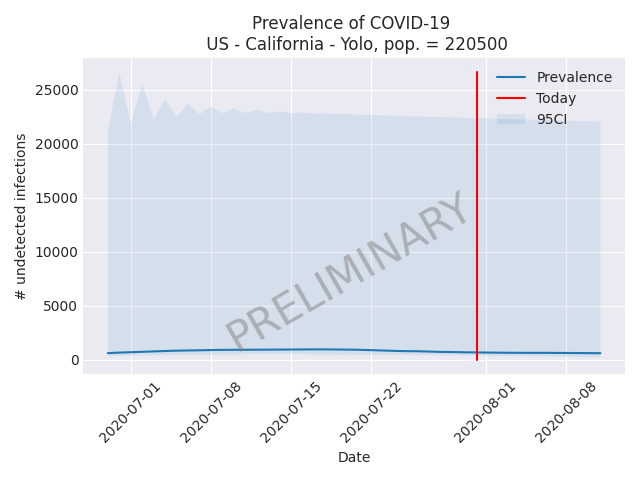 Prevalence of COVID-19
US - California - Yolo, pop. = 220500
Prevalence
Today
95CI
25000
20000
15000
10000
5000
0
# undetected infections
PRELIMINARY
2020-07-01
2020-07-08
2020-07-15
2020-07-22
2020-08-01
2020-08-08
Date